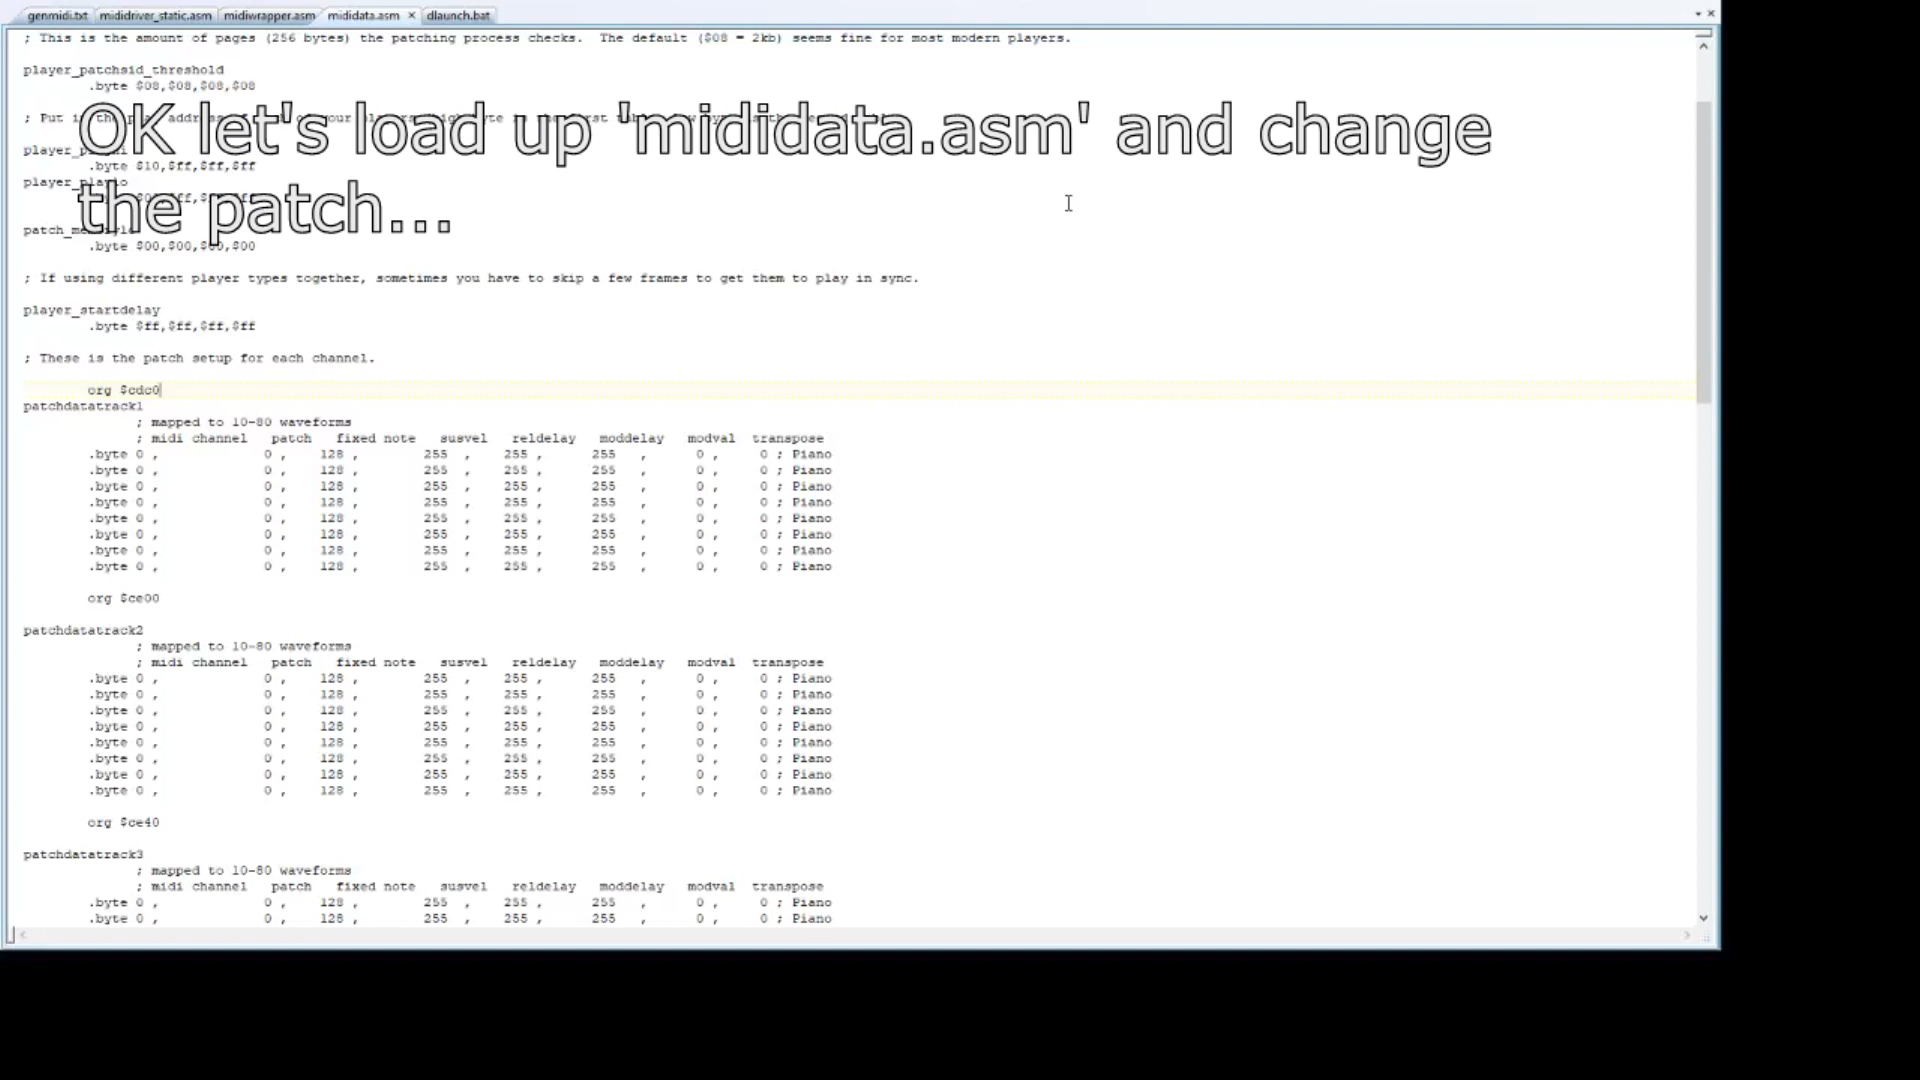 genmidi.txt mididriver_static.asm midiwrapper.asm mididata.asm dlaunch.bat
; This is the amount of pages (256 bytes) the patching process checks. The default ($08 = 2kb) seems fine for most modern players.
player_patchsid_threshold
.byte $08,$08,$08,$08
OK let's load up 'mididata.asm' and change
the patch...
.byte $10,$ff,$ff,$ff
.byte $00,$00,$00,$00
; If using different player types together, sometimes you have to skip a few frames to get them to play in sync.
player_startdelay
.byte $ff,$ff,$ff,$ff
; These is the patch setup for each channel.
org $cdc0
patchdatatrack1
; mapped to 10-80 waveforms
; midi channel patch fixed note susvel reldelay moddelay modval transpose
.byte 0 , 0 , 128 , 255 , 255 , 255 , 0 , 0 ; Piano
.byte 0 , 0 , 128 , 255 , 255 , 255 , 0 , 0 ; Piano
.byte 0 , 0 , 128 , 255 , 255 , 255 , 0 , 0 ; Piano
.byte 0 , 0 , 128 , 255 , 255 , 255 , 0 , 0 ; Piano
.byte 0 , 0 , 128 , 255 , 255 , 255 , 0 , 0 ; Piano
.byte 0 , 0 , 128 , 255 , 255 , 255 , 0 , 0 ; Piano
.byte 0 , 0 , 128 , 255 , 255 , 255 , 0 , 0 ; Piano
.byte 0 , 0 , 128 , 255 , 255 , 255 , 0 , 0 ; Piano
org $ce00
patchdatatrack2
; mapped to 10-80 waveforms
; midi channel patch fixed note susvel reldelay moddelay modval transpose
.byte 0 , 0 , 128 , 255 , 255 , 255 , 0 , 0 ; Piano
.byte 0 , 0 , 128 , 255 , 255 , 255 , 0 , 0 ; Piano
.byte 0 , 0 , 128 , 255 , 255 , 255 , 0 , 0 ; Piano
.byte 0 , 0 , 128 , 255 , 255 , 255 , 0 , 0 ; Piano
.byte 0 , 0 , 128 , 255 , 255 , 255 , 0 , 0 ; Piano
.byte 0 , 0 , 128 , 255 , 255 , 255 , 0 , 0 ; Piano
.byte 0 , 0 , 128 , 255 , 255 , 255 , 0 , 0 ; Piano
.byte 0 , 0 , 128 , 255 , 255 , 255 , 0 , 0 ; Piano
org $ce40
patchdatatrack3
; mapped to 10-80 waveforms
; midi channel patch fixed note susvel reldelay moddelay modval transpose
.byte 0 , 0 , 128 , 255 , 255 , 255 , 0 , 0 ; Piano
.byte 0 , 0 , 128 , 255 , 255 , 255 , 0 , 0 ; Piano